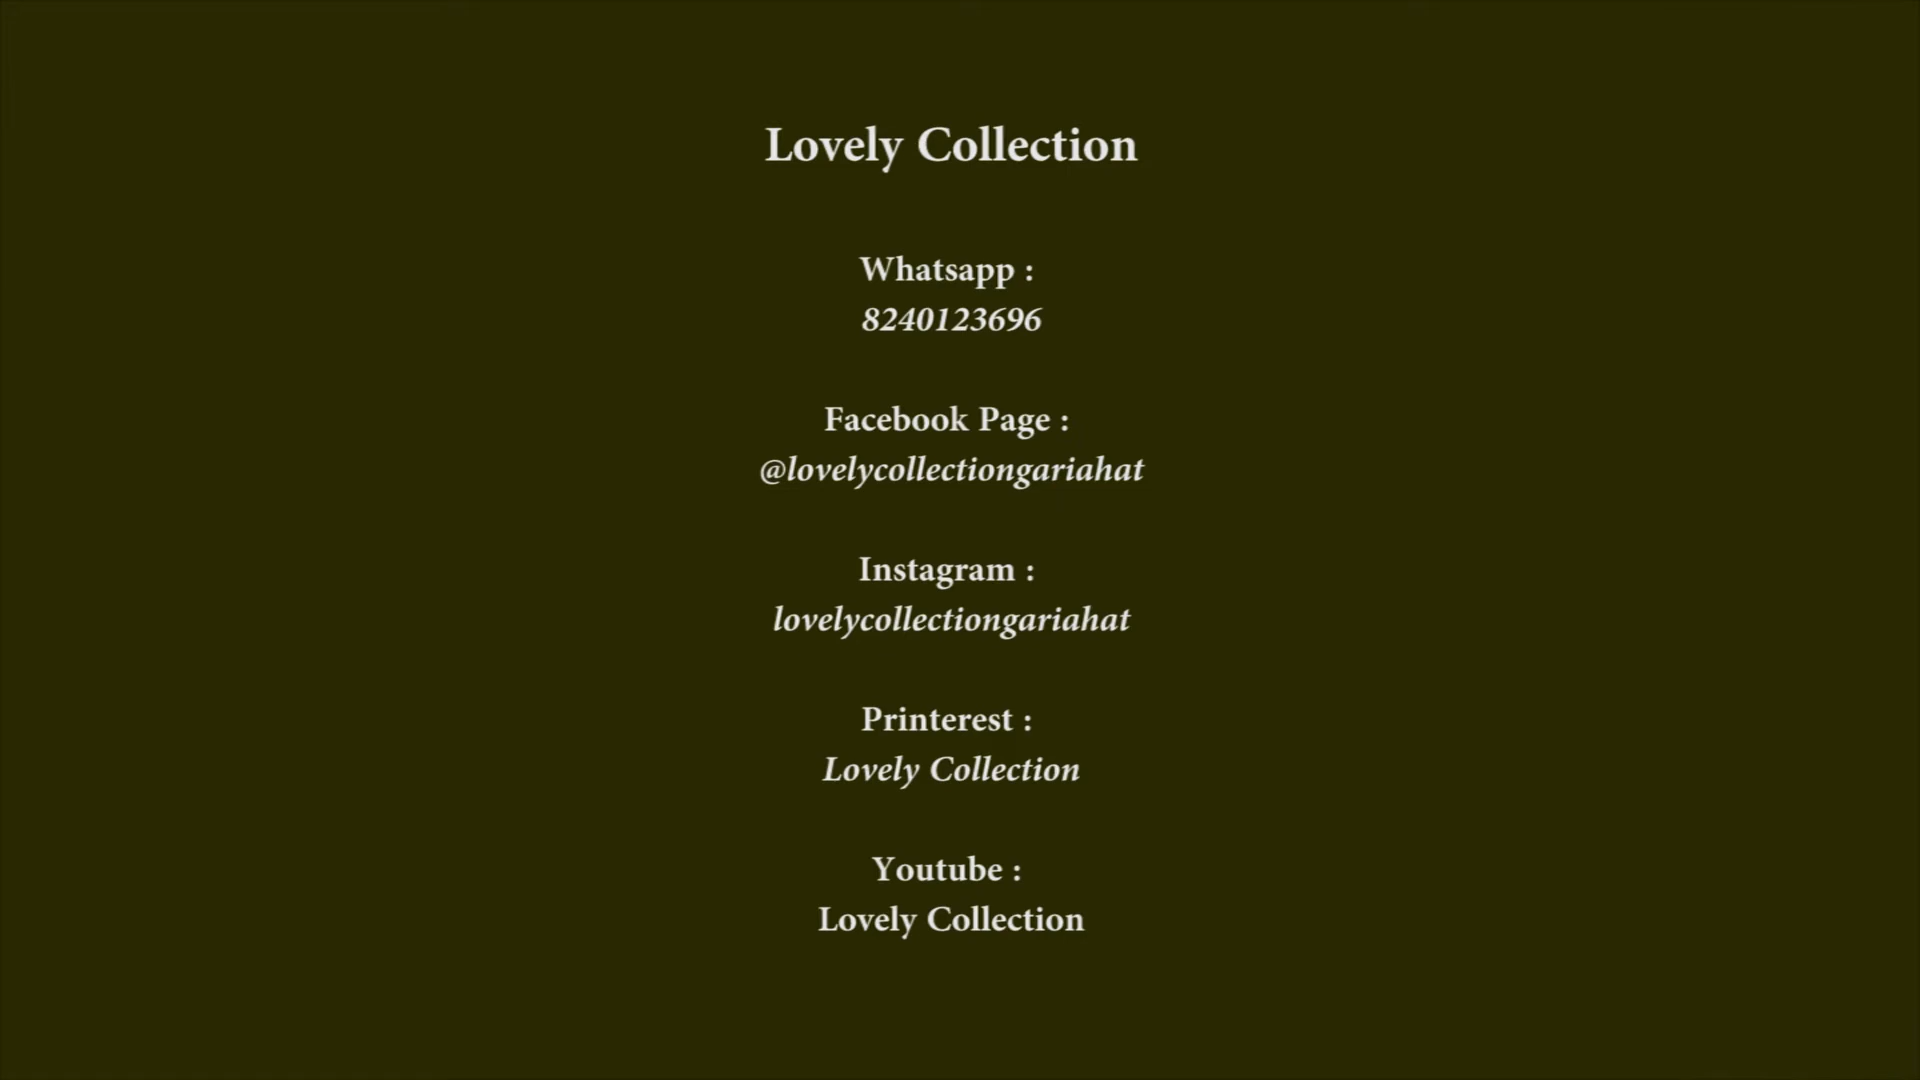 Lovely Collection
Whatsapp :
8240123696
Facebook Page :
@lovelycollectiongariahat
Instagram :
lovelycollectiongariahat
Printerest :
Lovely Collection
Youtube :
Lovely Collection